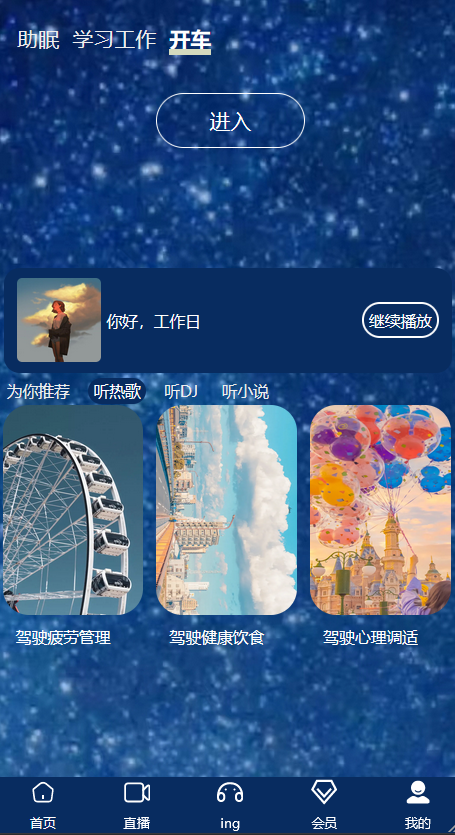 助眠 学习工作 开车
进入
你好，工作日
继续播放
为你推荐 听热歌 听DJ 听小说
驾驶疲劳管理 驾驶健康饮食 驾驶心理调适
首页 直播 ing 会员 我的